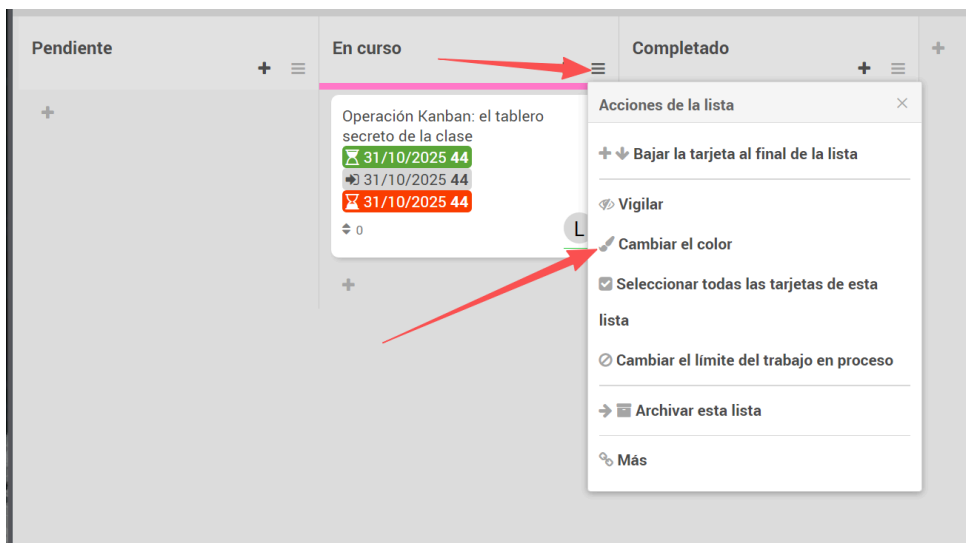 Pendiente
En curso
Completado
Operación Kanban: el tablero
secreto de la clase
31/10/2025 44
31/10/2025 44
31/10/2025 44
0
L
Acciones de la lista
Bajar la tarjeta al final de la lista
Vigilar
Cambiar el color
Seleccionar todas las tarjetas de esta
lista
Cambiar el límite del trabajo en proceso
Archivar esta lista
Más